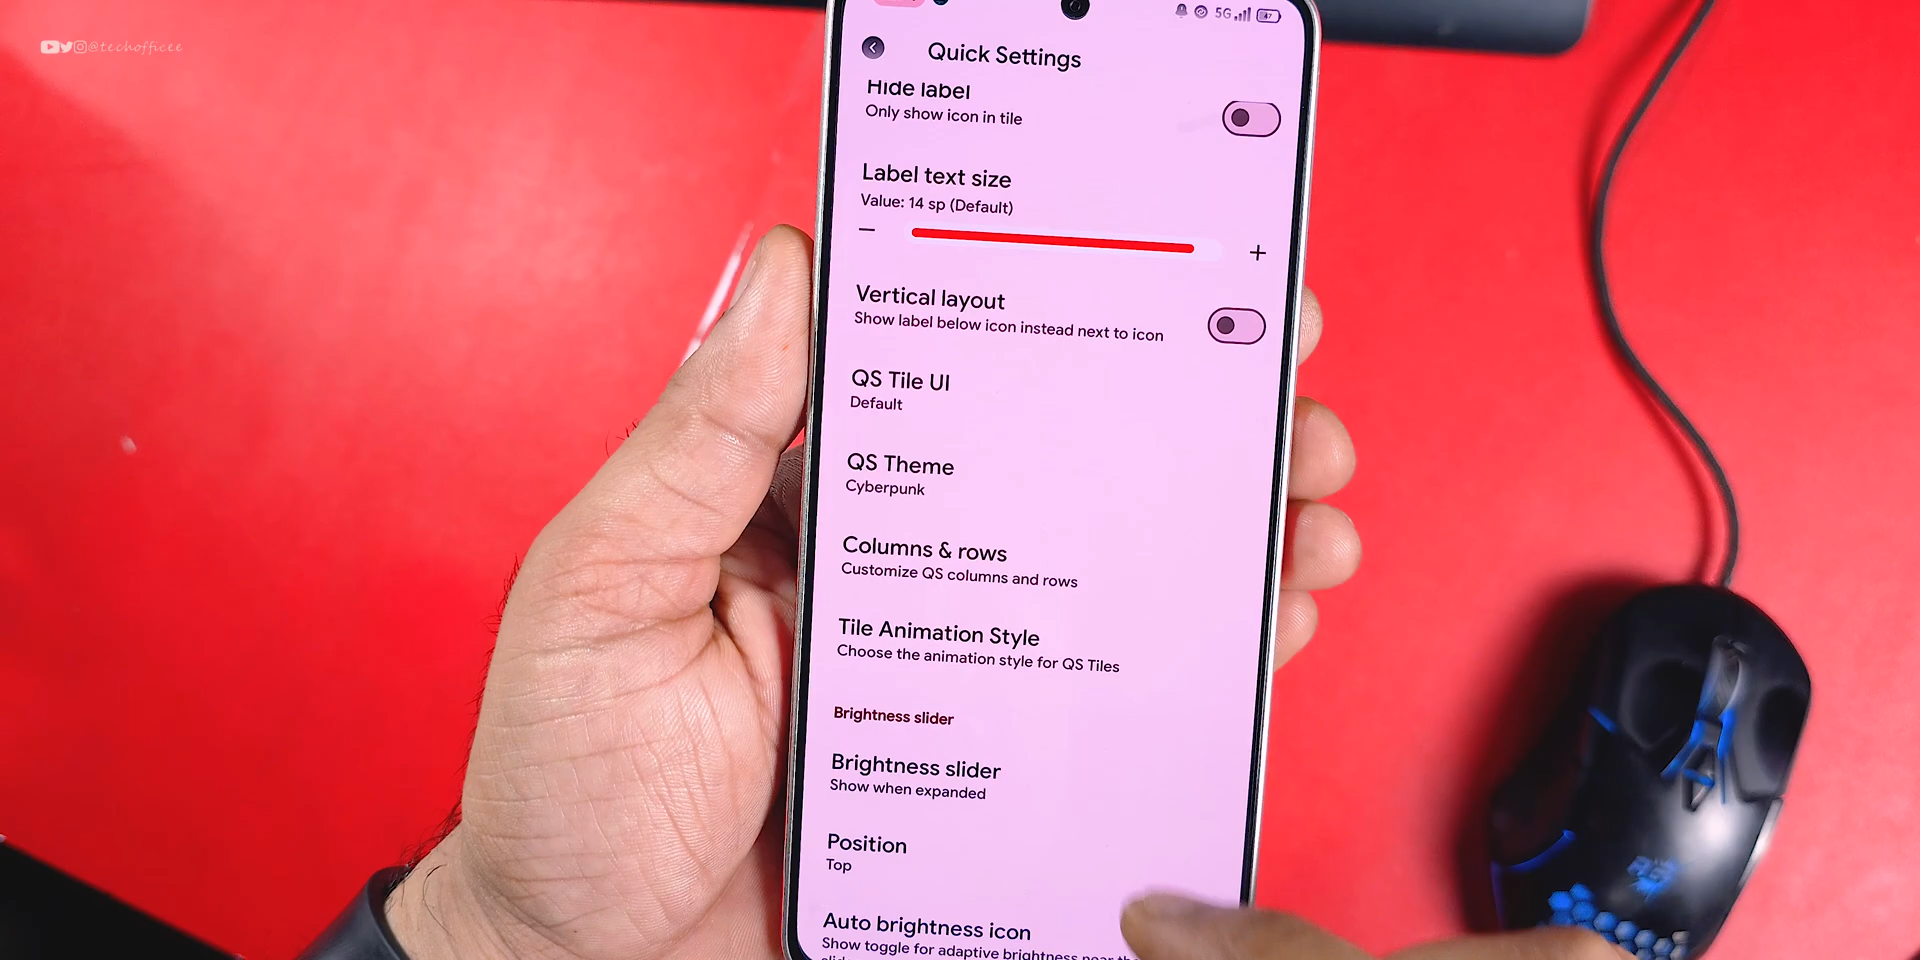 @techofficee
5G
47
Quick Settings
Hide label
Only show icon in tile
Label text size
Value: 14 sp (Default)
Vertical layout
Show label below icon instead next to icon
QS Tile UI
Default
QS Theme
Cyberpunk
Columns & rows
Customize QS columns and rows
Tile Animation Style
Choose the animation style for QS Tiles
Brightness slider
Brightness slider
Show when expanded
Position
Top
Auto brightness icon
Show toggle for adaptive brightness near